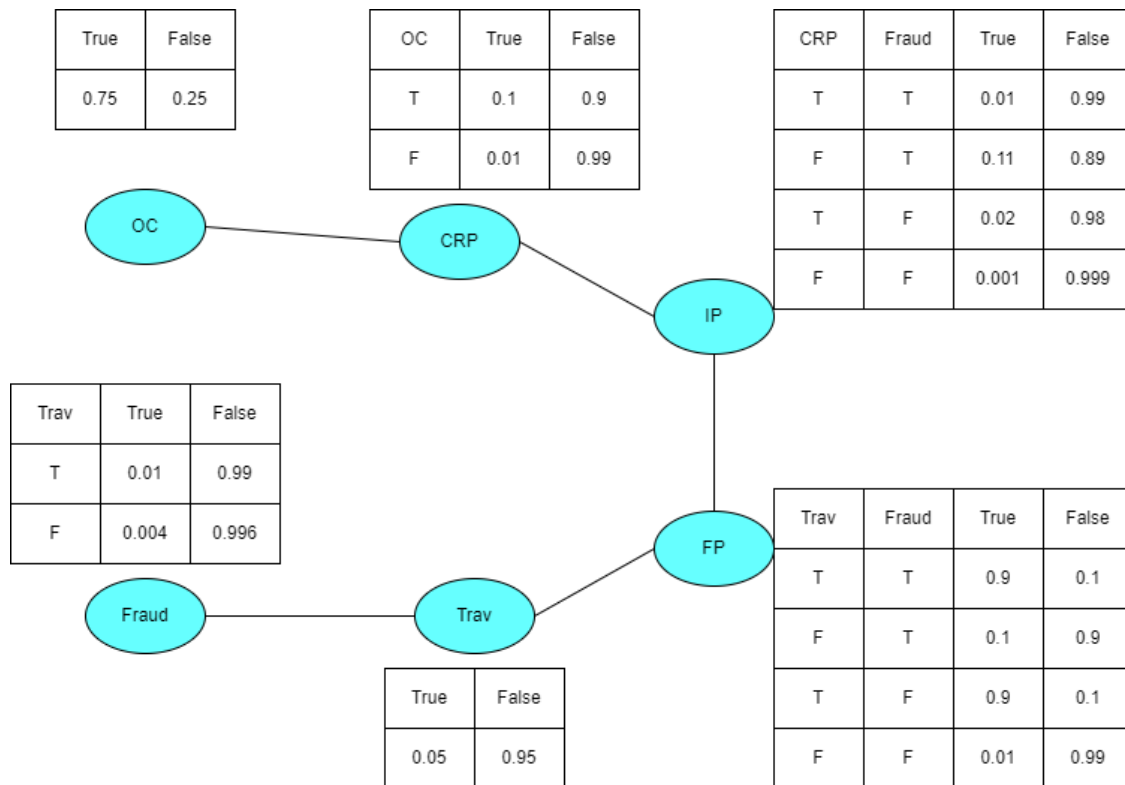 True False
0.75 0.25
OC True False
T 0.1 0.9
F 0.01 0.99
CRP Fraud True False
T T 0.01 0.99
F T 0.11 0.89
T F 0.02 0.98
F F 0.001 0.999
OC
CRP
IP
Trav True False
T 0.01 0.99
F 0.004 0.996
Fraud
Trav
FP
True False
0.05 0.95
Trav Fraud True False
T T 0.9 0.1
F T 0.1 0.9
T F 0.9 0.1
F F 0.01 0.99